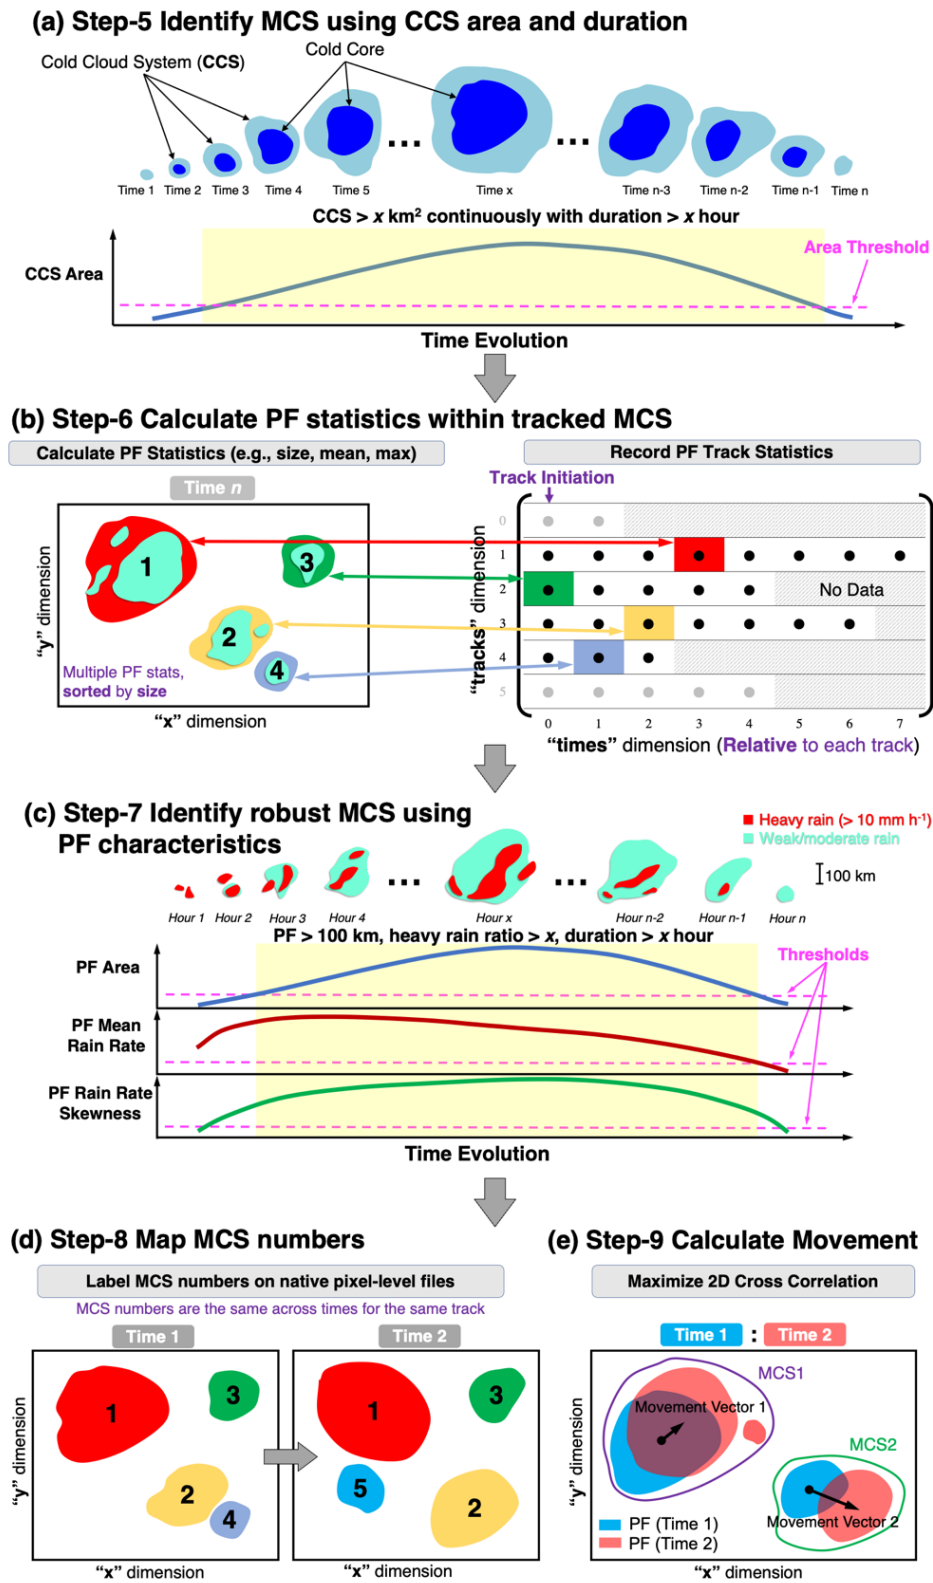 (a) Step-5 Identify MCS using CCS area and duration
Cold Core
Cold Cloud System (CCS)
...
...
Time 1
Time 2
Time 3
Time 4
Time 5
Time x
Time n-3
Time n-2
Time n-1
Time n
CCS > x km² continuously with duration > x hour
Area Threshold
CCS Area
Time Evolution
(b) Step-6 Calculate PF statistics within tracked MCS
Calculate PF Statistics (e.g., size, mean, max)
Time n
1
3
2
4
Multiple PF stats,
sorted by size
"y" dimension
"x" dimension
Record PF Track Statistics
Track Initiation
"tracks" dimension
0
1
2
No Data
3
4
5
0 1 2 3 4 5 6 7
"times" dimension (Relative to each track)
(c) Step-7 Identify robust MCS using
PF characteristics
Heavy rain (> 10 mm h⁻¹)
Weak/moderate rain
100 km
...
...
Hour 1
Hour 2
Hour 3
Hour 4
Hour x
Hour n-2
Hour n-1
Hour n
PF > 100 km, heavy rain ratio > x, duration > x hour
Thresholds
PF Area
PF Mean
Rain Rate
PF Rain Rate
Skewness
Time Evolution
(d) Step-8 Map MCS numbers
Label MCS numbers on native pixel-level files
MCS numbers are the same across times for the same track
Time 1
Time 2
1
3
2
4
1
3
5
2
"y" dimension
"x" dimension
"x" dimension
(e) Step-9 Calculate Movement
Maximize 2D Cross Correlation
Time 1 : Time 2
MCS1
Movement Vector 1
MCS2
Movement Vector 2
PF (Time 1)
PF (Time 2)
"y" dimension
"x" dimension